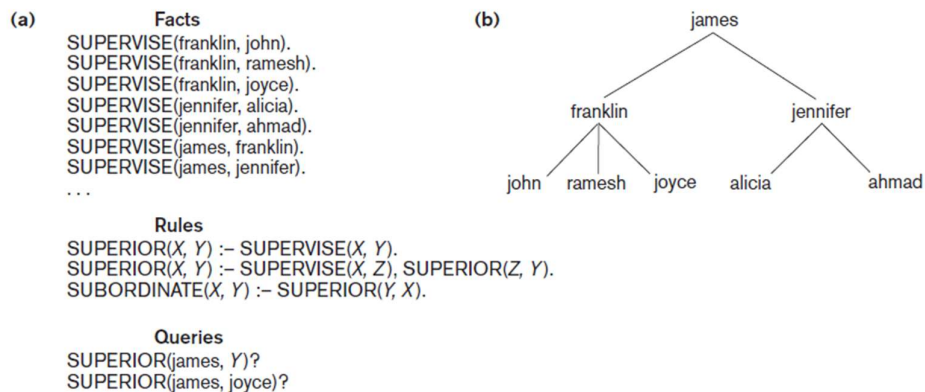 (a)
Facts
SUPERVISE(franklin, john).
SUPERVISE(franklin, ramesh).
SUPERVISE(franklin, joyce).
SUPERVISE(jennifer, alicia).
SUPERVISE(jennifer, ahmad).
SUPERVISE(james, franklin).
SUPERVISE(james, jennifer).
. . .
Rules
SUPERIOR(X, Y) :– SUPERVISE(X, Y).
SUPERIOR(X, Y) :– SUPERVISE(X, Z), SUPERIOR(Z, Y).
SUBORDINATE(X, Y) :– SUPERIOR(Y, X).
Queries
SUPERIOR(james, Y)?
SUPERIOR(james, joyce)?
(b)
james
franklin jennifer
john ramesh joyce alicia ahmad